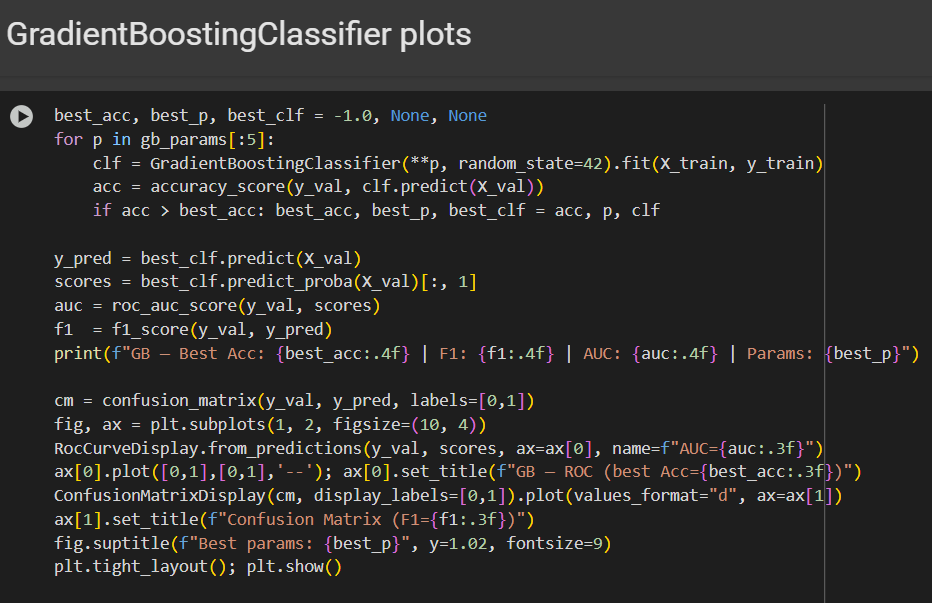 GradientBoostingClassifier plots
best_acc, best_p, best_clf = -1.0, None, None
for p in gb_params[:5]:
    clf = GradientBoostingClassifier(**p, random_state=42).fit(X_train, y_train)
    acc = accuracy_score(y_val, clf.predict(X_val))
    if acc > best_acc: best_acc, best_p, best_clf = acc, p, clf

y_pred = best_clf.predict(X_val)
scores = best_clf.predict_proba(X_val)[:, 1]
auc = roc_auc_score(y_val, scores)
f1  = f1_score(y_val, y_pred)
print(f"GB — Best Acc: {best_acc:.4f} | F1: {f1:.4f} | AUC: {auc:.4f} | Params: {best_p}")

cm = confusion_matrix(y_val, y_pred, labels=[0,1])
fig, ax = plt.subplots(1, 2, figsize=(10, 4))
RocCurveDisplay.from_predictions(y_val, scores, ax=ax[0], name=f"AUC={auc:.3f}")
ax[0].plot([0,1],[0,1],'--'); ax[0].set_title(f"GB — ROC (best Acc={best_acc:.3f})")
ConfusionMatrixDisplay(cm, display_labels=[0,1]).plot(values_format="d", ax=ax[1])
ax[1].set_title(f"Confusion Matrix (F1={f1:.3f})")
fig.suptitle(f"Best params: {best_p}", y=1.02, fontsize=9)
plt.tight_layout(); plt.show()